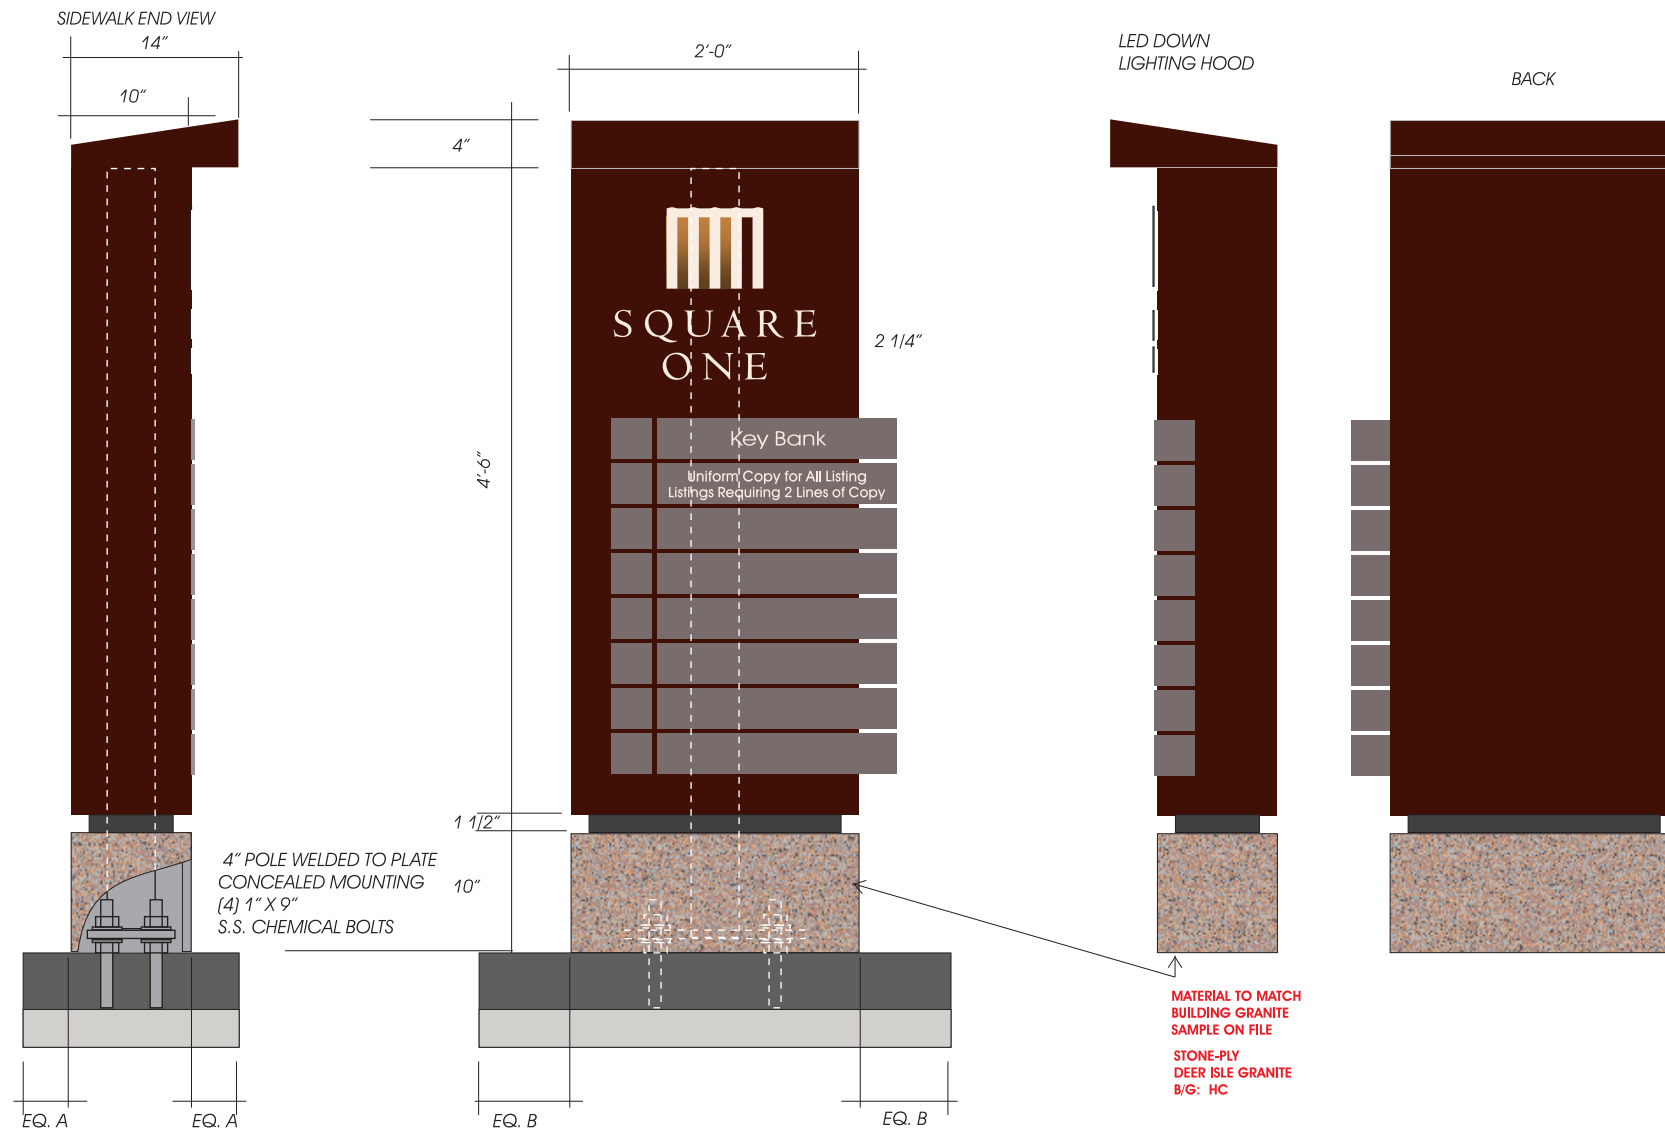 SIDEWALK END VIEW
14"
10"
2'-0"
LED DOWN
LIGHTING HOOD
BACK
4"
SQUARE
ONE
2 1/4"
4'-6"
Key Bank
Uniform Copy for All Listing
Listings Requiring 2 Lines of Copy
1 1/2"
4" POLE WELDED TO PLATE
CONCEALED MOUNTING
(4) 1" X 9"
S.S. CHEMICAL BOLTS
10"
MATERIAL TO MATCH
BUILDING GRANITE
SAMPLE ON FILE
STONE-PLY
DEER ISLE GRANITE
B/G: HC
EQ. A
EQ. A
EQ. B
EQ. B